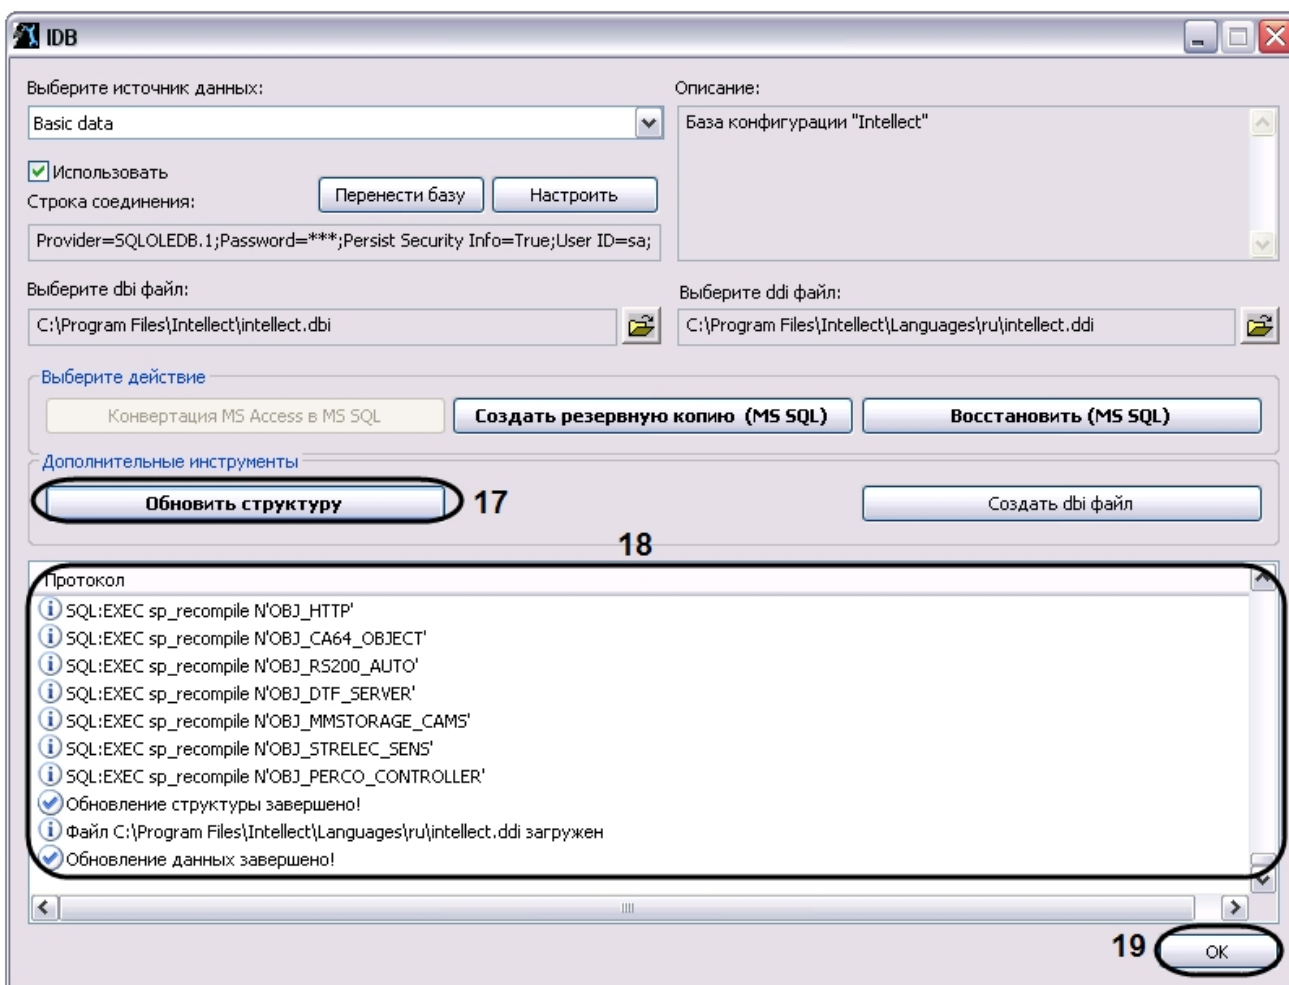 IDB
Выберите источник данных:
Basic data
Описание:
База конфигурации "Intellect"
Использовать
Строка соединения:
Перенести базу
Настроить
Provider=SQLOLEDB.1;Password=***;Persist Security Info=True;User ID=sa;
Выберите dbi файл:
C:\Program Files\Intellect\intellect.dbi
Выберите ddi файл:
C:\Program Files\Intellect\Languages\ru\intellect.ddi
Выберите действие
Конвертация MS Access в MS SQL
Создать резервную копию (MS SQL)
Восстановить (MS SQL)
Дополнительные инструменты
Обновить структуру
17
Создать dbi файл
18
Протокол
SQL:EXEC sp_recompile N'OBJ_HTTP'
SQL:EXEC sp_recompile N'OBJ_CA64_OBJECT'
SQL:EXEC sp_recompile N'OBJ_RS200_AUTO'
SQL:EXEC sp_recompile N'OBJ_DTF_SERVER'
SQL:EXEC sp_recompile N'OBJ_MMSTORAGE_CAMS'
SQL:EXEC sp_recompile N'OBJ_STRELEC_SENS'
SQL:EXEC sp_recompile N'OBJ_PERCO_CONTROLLER'
Обновление структуры завершено!
Файл C:\Program Files\Intellect\Languages\ru\intellect.ddi загружен
Обновление данных завершено!
19
OK